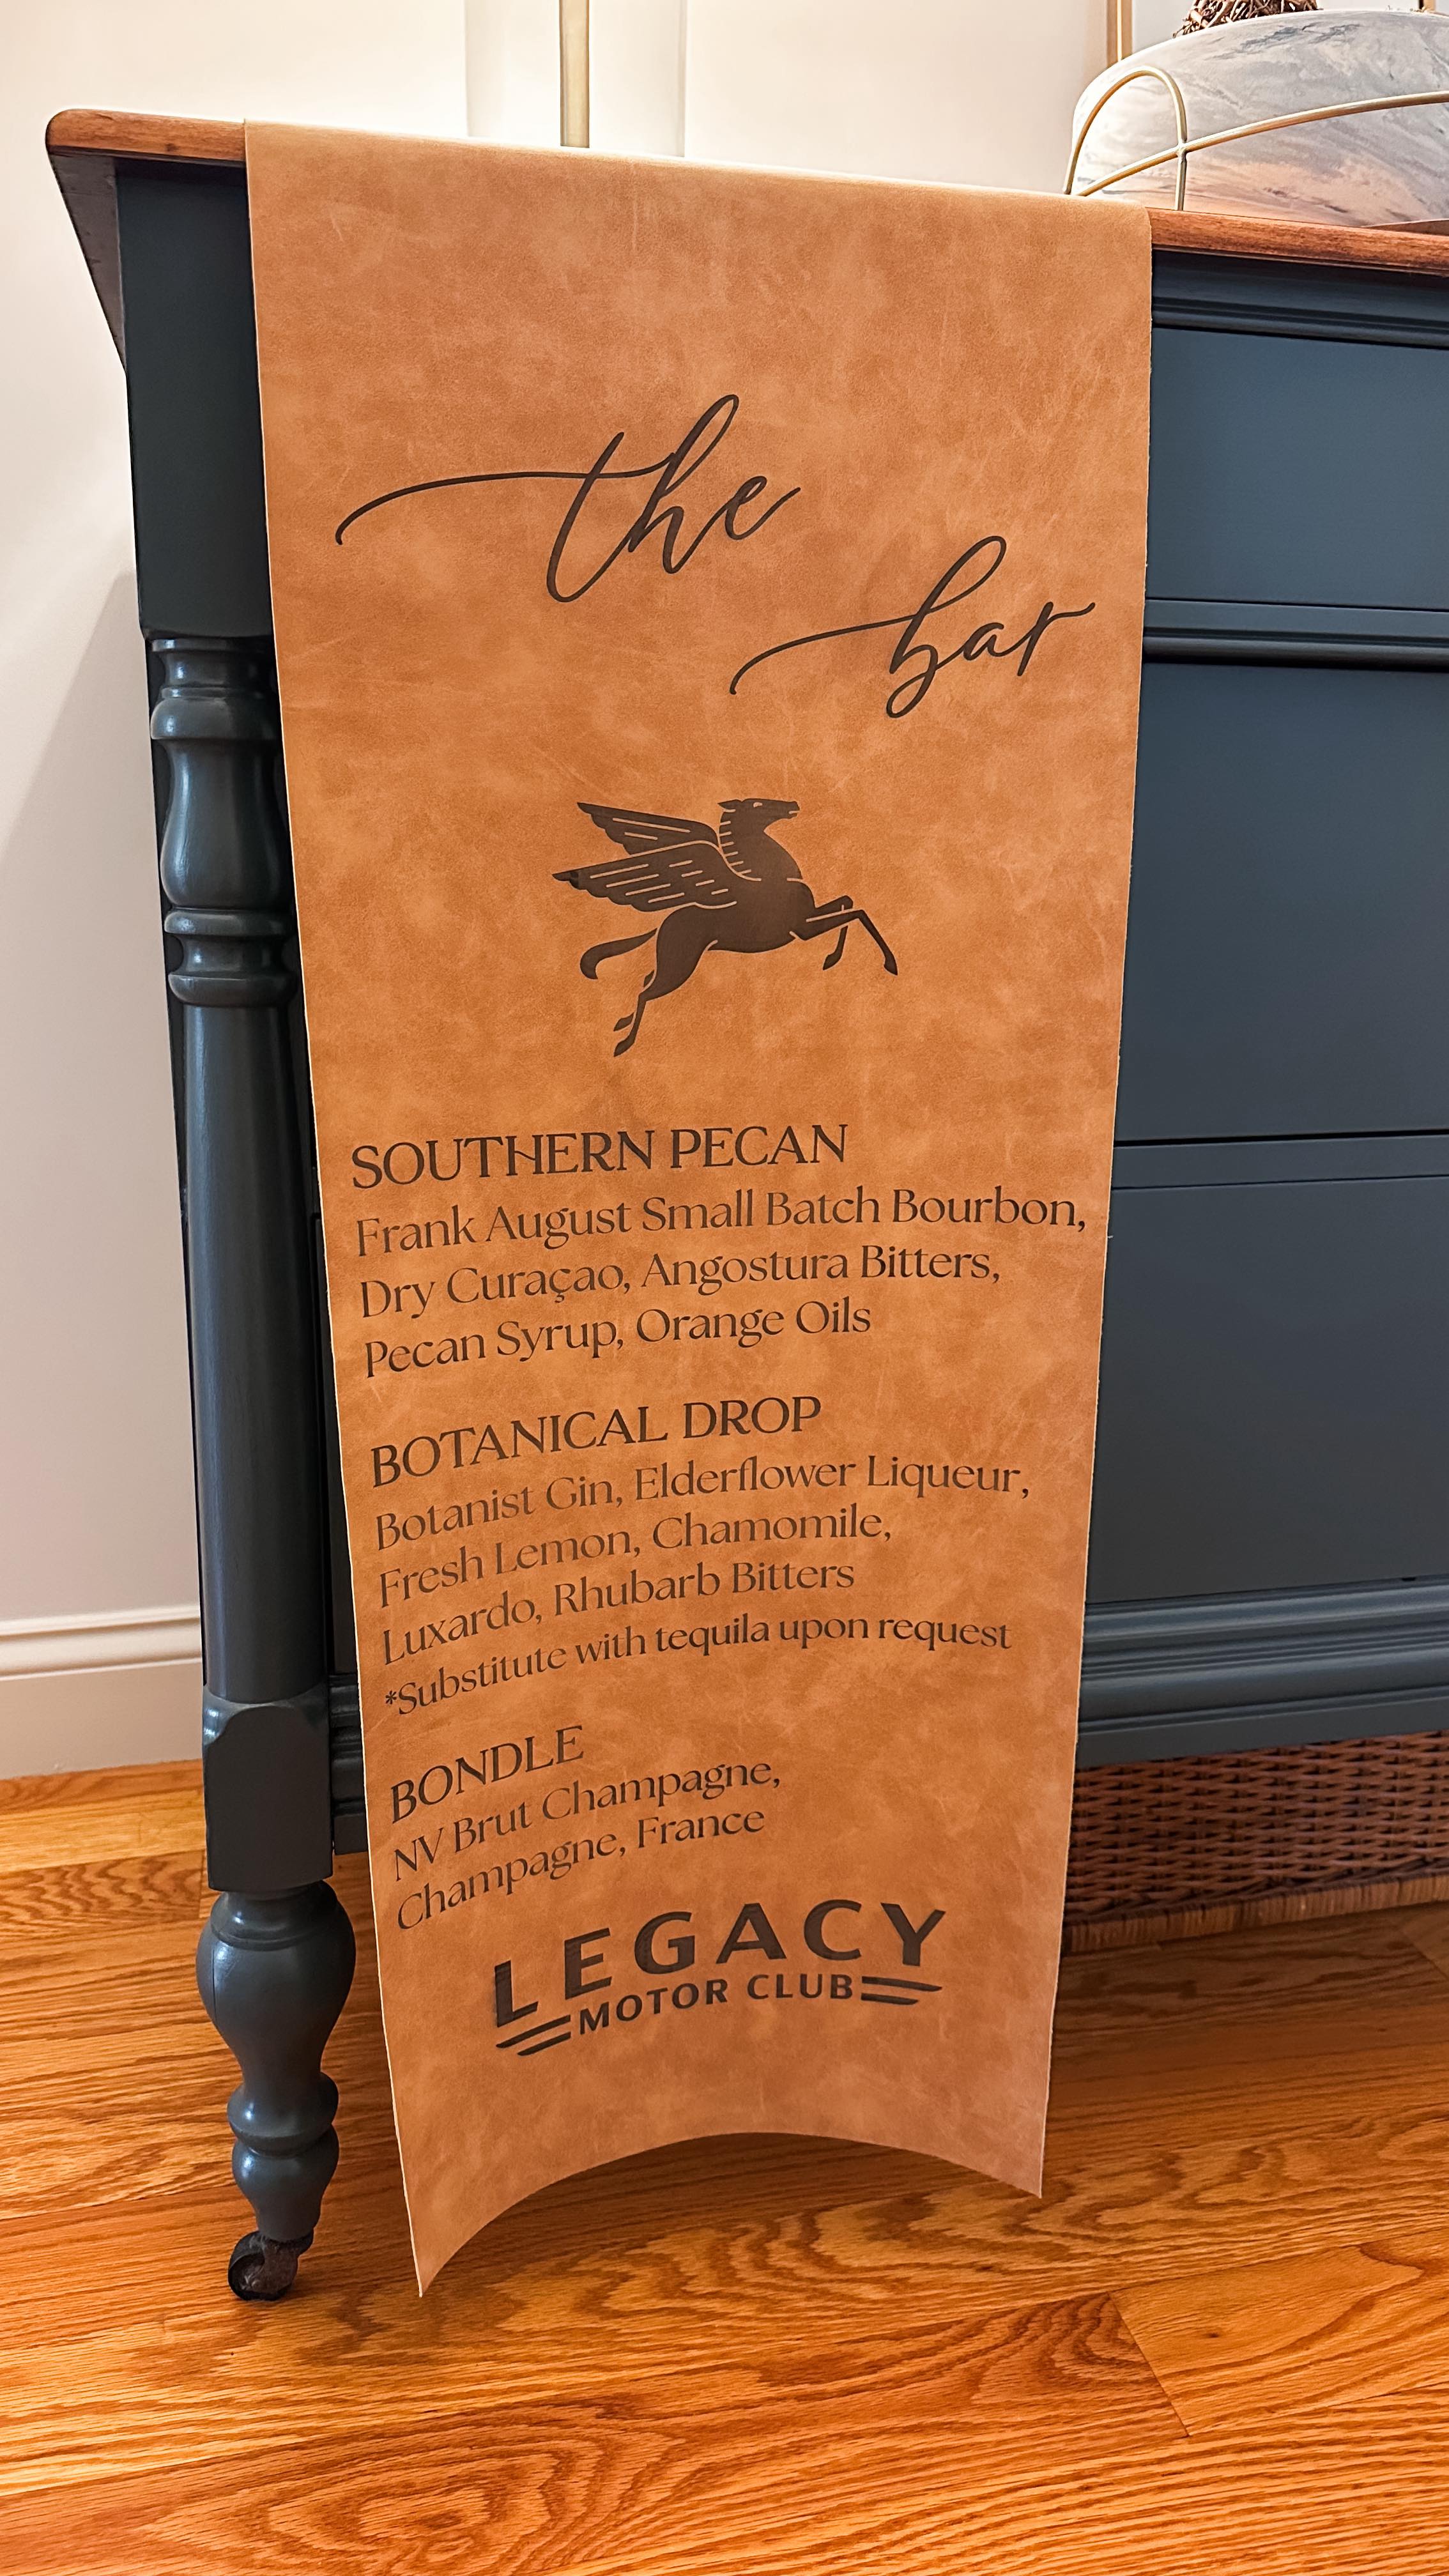 the
bar
SOUTHERN PECAN
Frank August Small Batch Bourbon,
Dry Curaçao, Angostura Bitters,
Pecan Syrup, Orange Oils
BOTANICAL DROP
Botanist Gin, Elderflower Liqueur,
Fresh Lemon, Chamomile,
Luxardo, Rhubarb Bitters
*Substitute with tequila upon request
BONDLE
NV Brut Champagne,
Champagne, France
LEGACY
MOTOR CLUB